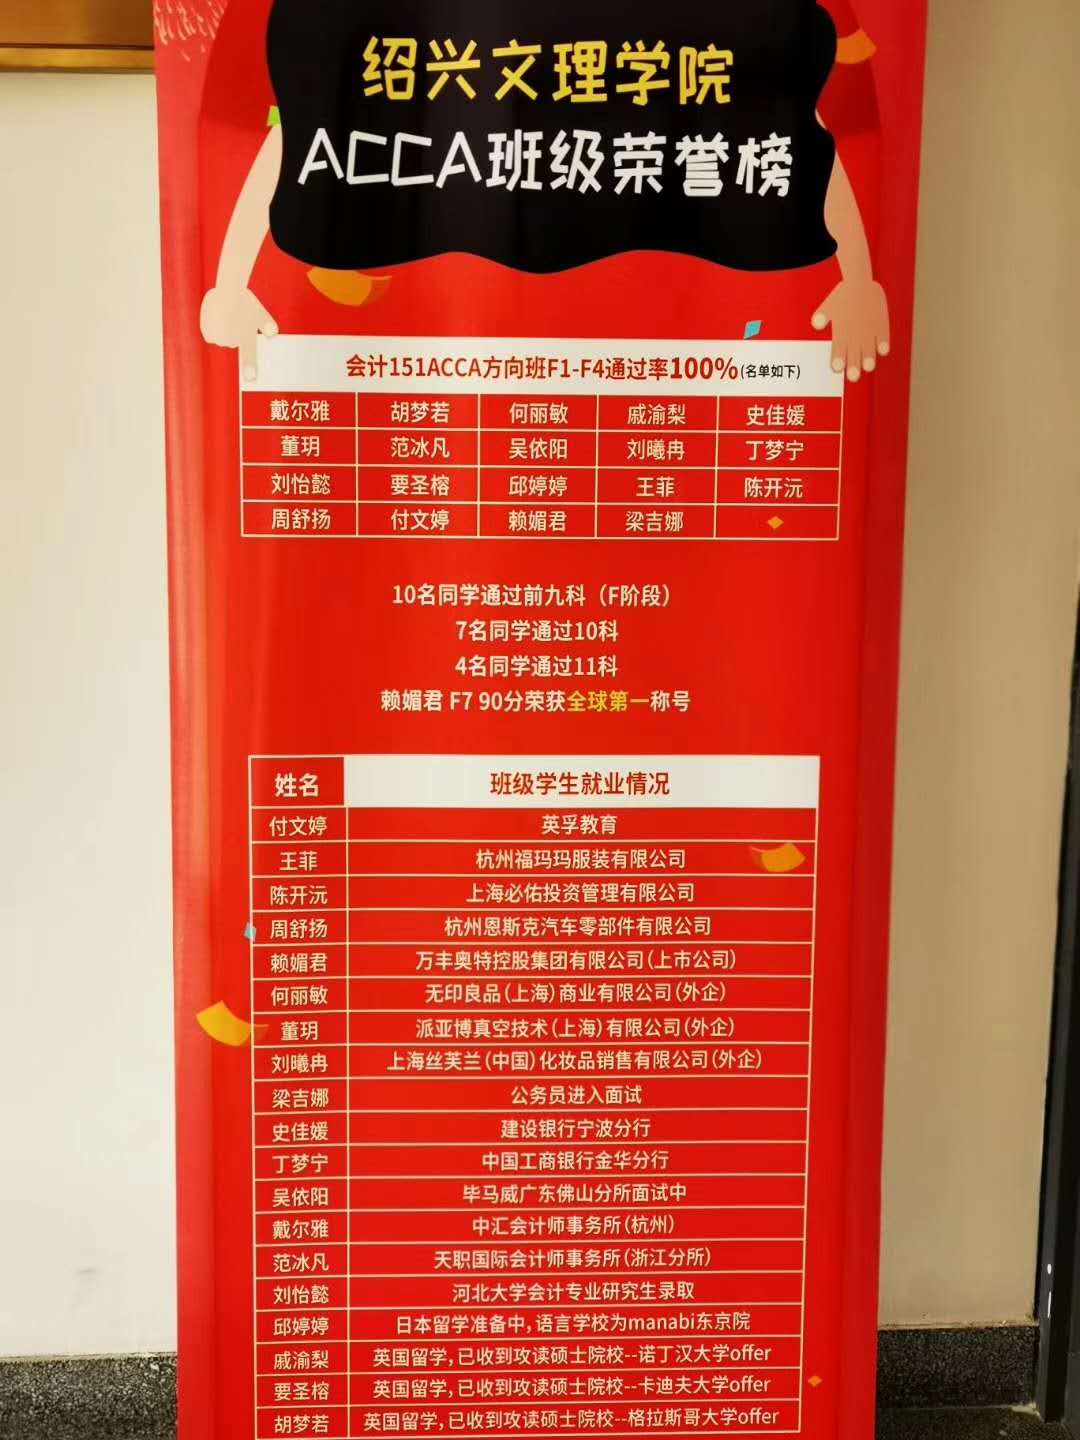 绍兴文理学院
ACCA班级荣誉榜
会计151ACCA方向班F1-F4通过率100%(名单如下)
戴尔雅 胡梦若 何丽敏 戚渝梨 史佳媛
董玥 范冰凡 吴依阳 刘曦冉 丁梦宁
刘怡懿 要圣榕 邱婷婷 王菲 陈开沅
周舒扬 付文婷 赖媚君 梁吉娜
10名同学通过前九科（F阶段）
7名同学通过10科
4名同学通过11科
赖媚君 F7 90分荣获全球第一称号
姓名 班级学生就业情况
付文婷 英孚教育
王菲 杭州福玛玛服装有限公司
陈开沅 上海必佑投资管理有限公司
周舒扬 杭州恩斯克汽车零部件有限公司
赖媚君 万丰奥特控股集团有限公司(上市公司)
何丽敏 无印良品(上海)商业有限公司(外企)
董玥 派亚博真空技术(上海)有限公司(外企)
刘曦冉 上海丝芙兰(中国)化妆品销售有限公司(外企)
梁吉娜 公务员进入面试
史佳媛 建设银行宁波分行
丁梦宁 中国工商银行金华分行
吴依阳 毕马威广东佛山分所面试中
戴尔雅 中汇会计师事务所(杭州)
范冰凡 天职国际会计师事务所(浙江分所)
刘怡懿 河北大学会计专业研究生录取
邱婷婷 日本留学准备中,语言学校为manabi东京院
戚渝梨 英国留学,已收到攻读硕士院校--诺丁汉大学offer
要圣榕 英国留学,已收到攻读硕士院校--卡迪夫大学offer
胡梦若 英国留学,已收到攻读硕士院校--格拉斯哥大学offer